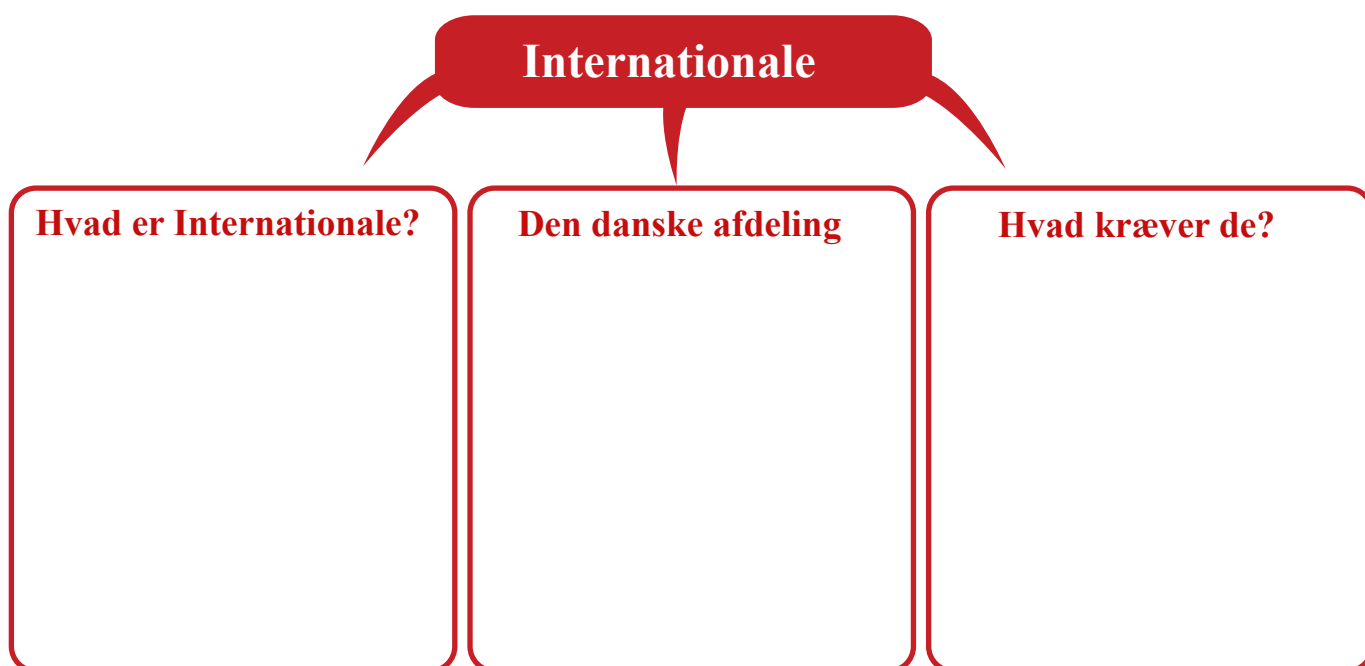 Internationale
Hvad er Internationale?
Den danske afdeling
Hvad kræver de?